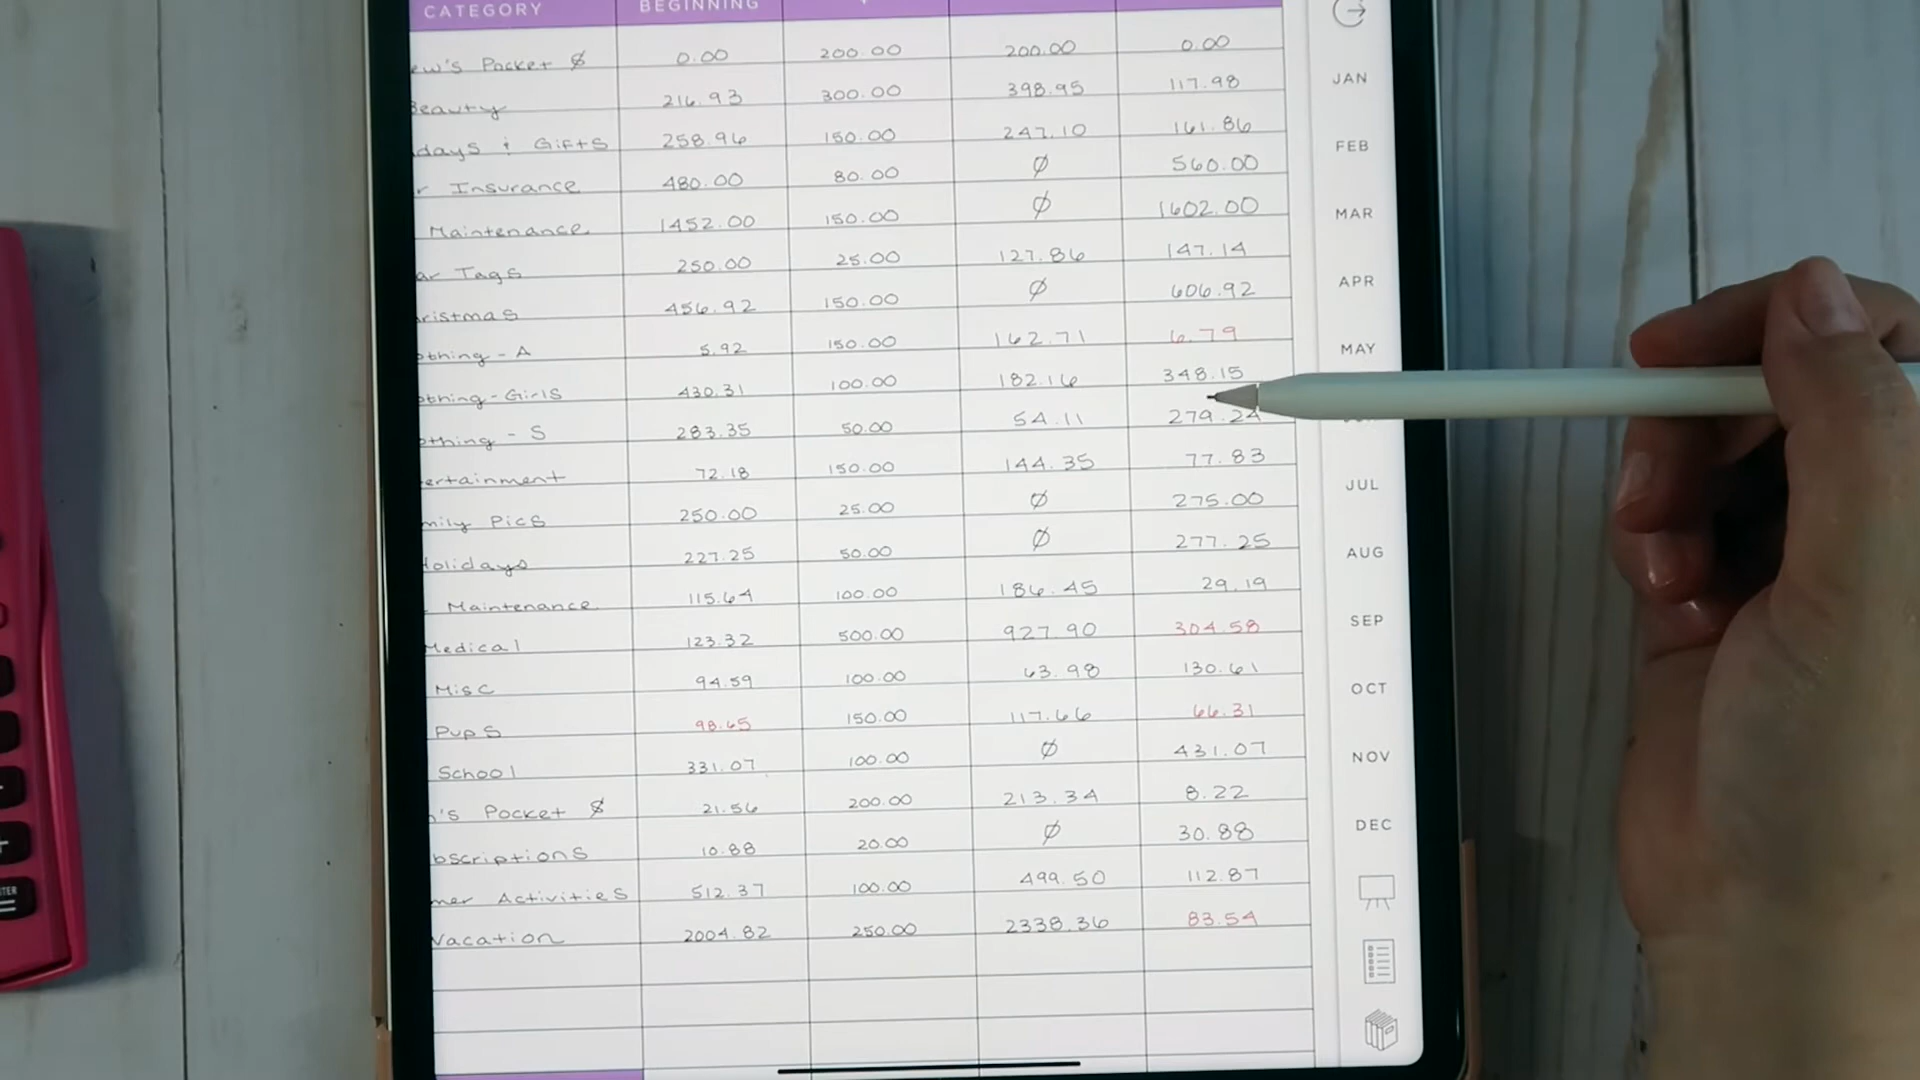 CATEGORY BEGINNING
ew's Pocket $ 0.00 200.00 200.00 0.00
Beauty 216.93 300.00 398.95 117.98
days & Gifts 258.96 150.00 247.10 161.86
r Insurance 480.00 80.00 Ø 560.00
Maintenance 1452.00 150.00 Ø 1602.00
ar Tags 250.00 25.00 127.86 147.14
ristmas 456.92 150.00 Ø 606.92
othing - A 5.92 150.00 162.71 6.79
othing - Girls 430.31 100.00 182.16 348.15
othing - S 283.35 50.00 54.11 279.24
ertainment 72.18 150.00 144.35 77.83
mily Pics 250.00 25.00 Ø 275.00
Holidays 227.25 50.00 Ø 277.25
Maintenance 115.64 100.00 186.45 29.19
Medical 123.32 500.00 927.90 304.58
Misc 94.59 100.00 63.98 130.61
Pups 98.65 150.00 117.66 66.31
School 331.07 100.00 Ø 431.07
's Pocket $ 21.56 200.00 213.34 8.22
bscriptions 10.88 20.00 Ø 30.88
mer Activities 512.37 100.00 499.50 112.87
Vacation 2004.82 250.00 2338.36 83.54
JAN
FEB
MAR
APR
MAY
JUL
AUG
SEP
OCT
NOV
DEC